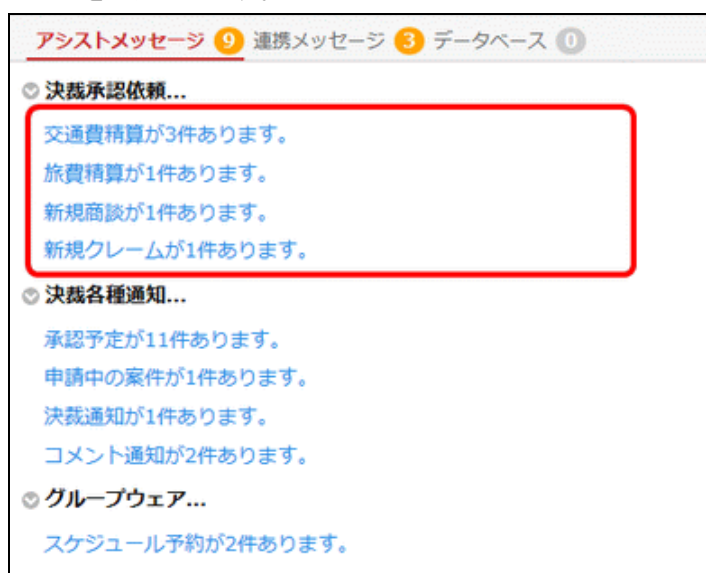 アシストメッセージ 9 連携メッセージ 3 データベース 0
決裁承認依頼...
交通費精算が3件あります。
旅費精算が1件あります。
新規商談が1件あります。
新規クレームが1件あります。
決裁各種通知...
承認予定が11件あります。
申請中の案件が1件あります。
決裁通知が1件あります。
コメント通知が2件あります。
グループウェア...
スケジュール予約が2件あります。